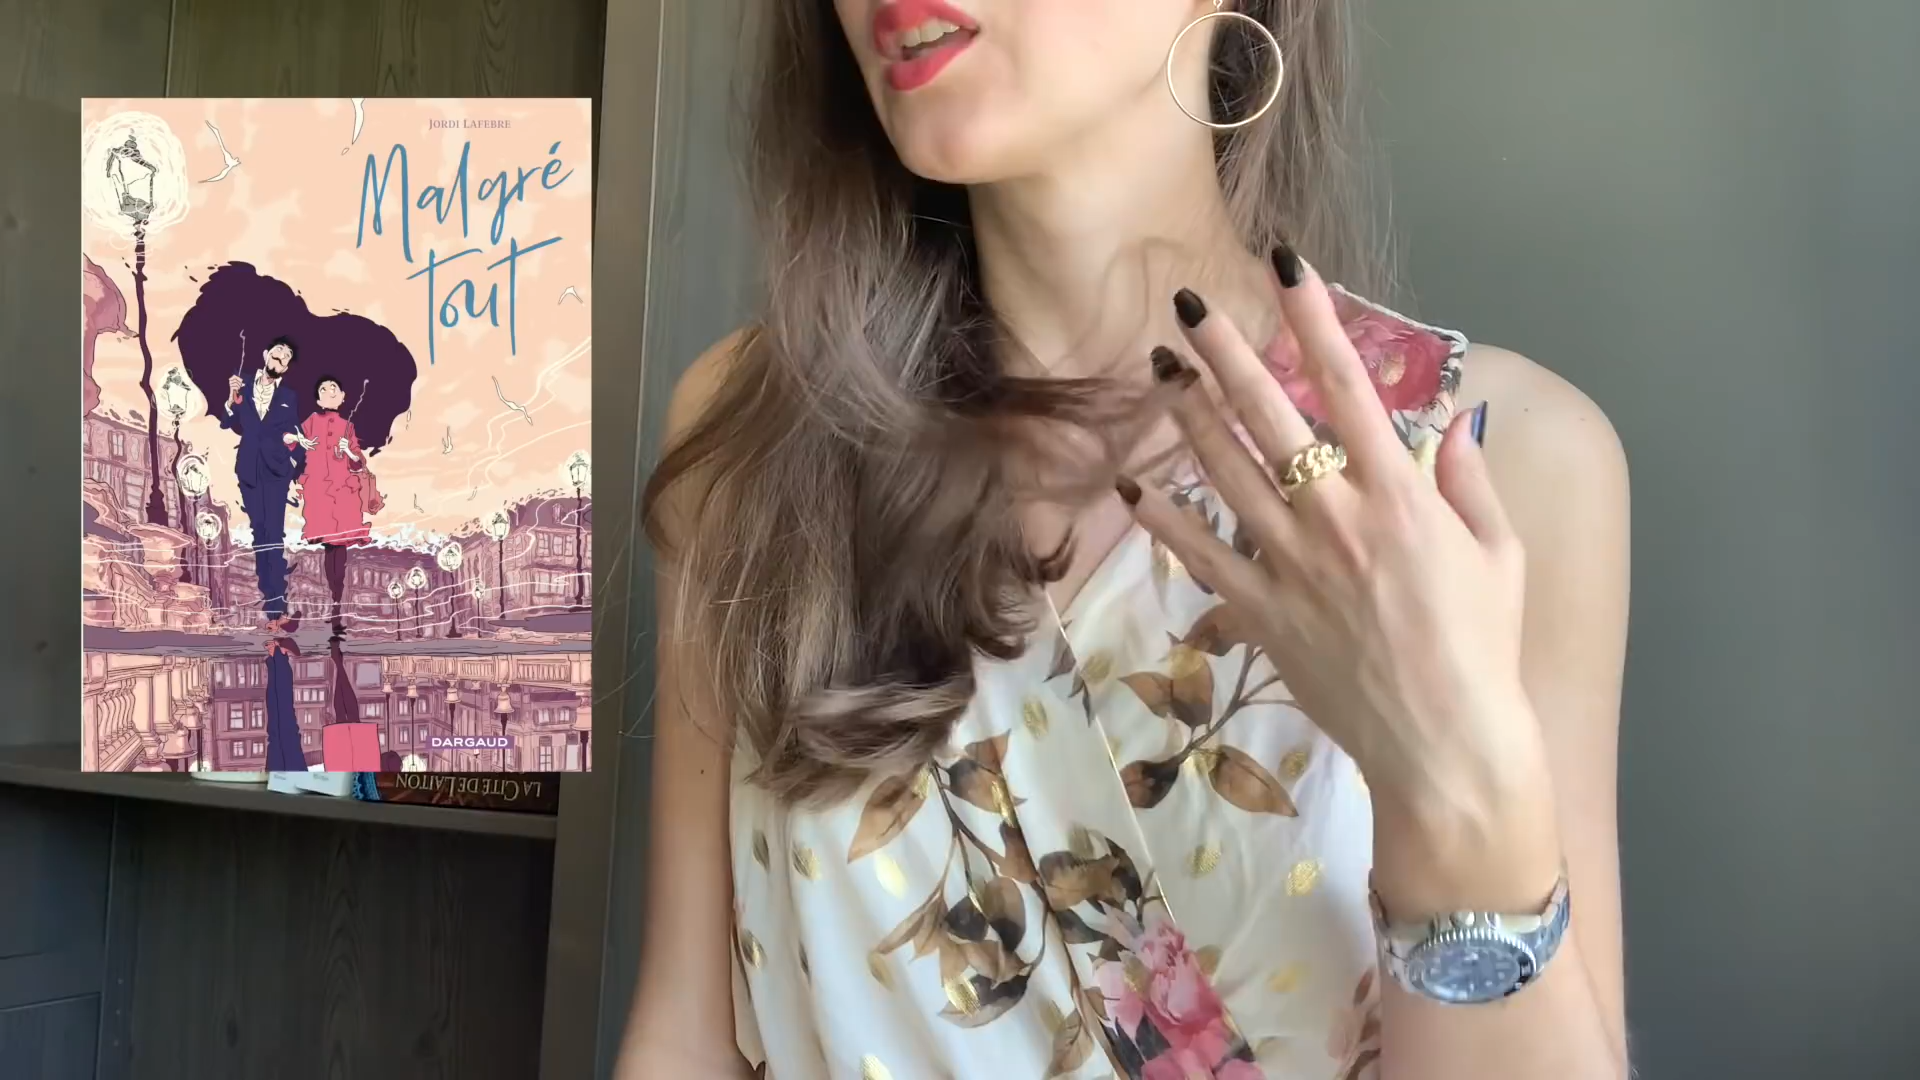 JORDI LAFEBRE
Malgré
tout
DARGAUD
LA CITÉ DE LAITON